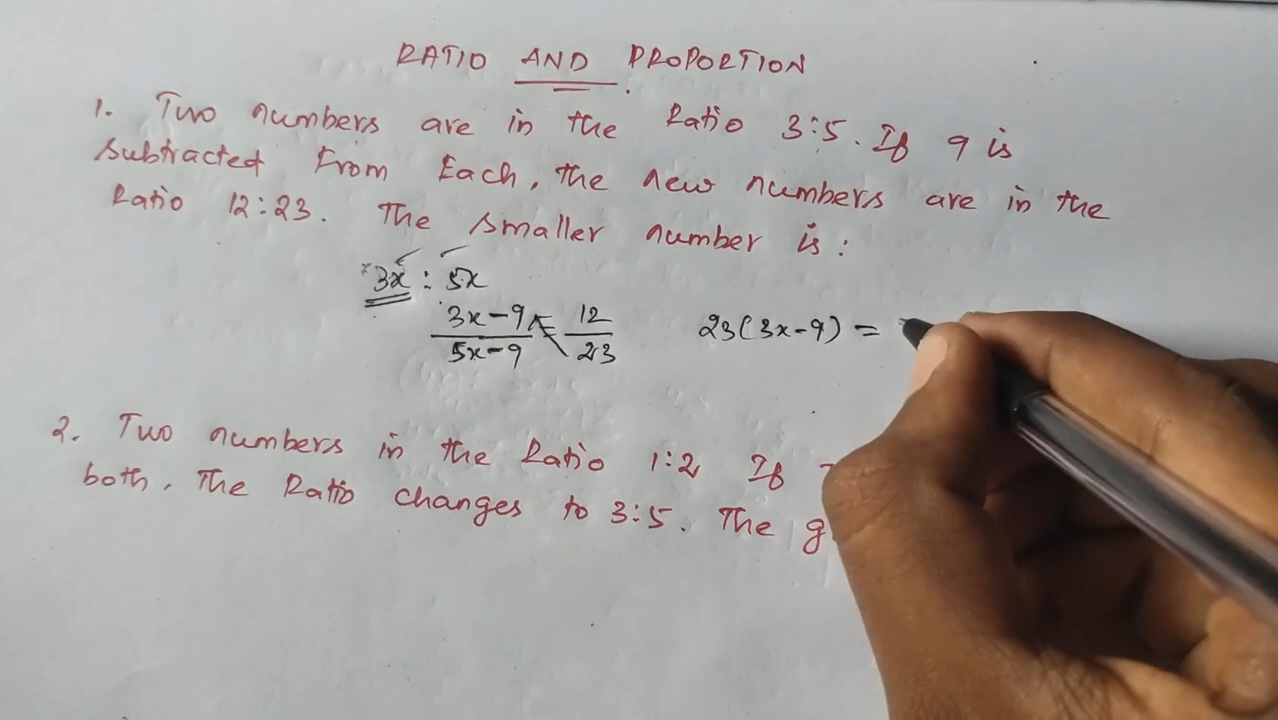 RATIO AND PROPORTION
1. Two numbers are in the Ratio 3:5. If 9 is
subtracted From Each, the new numbers are in the
Ratio 12:23. The smaller number is:
3x : 5x
3x-9 = 12
5x-9 23
23(3x-9) =
2. Two numbers in the Ratio 1:2 If
both, The Ratio changes to 3:5. The g